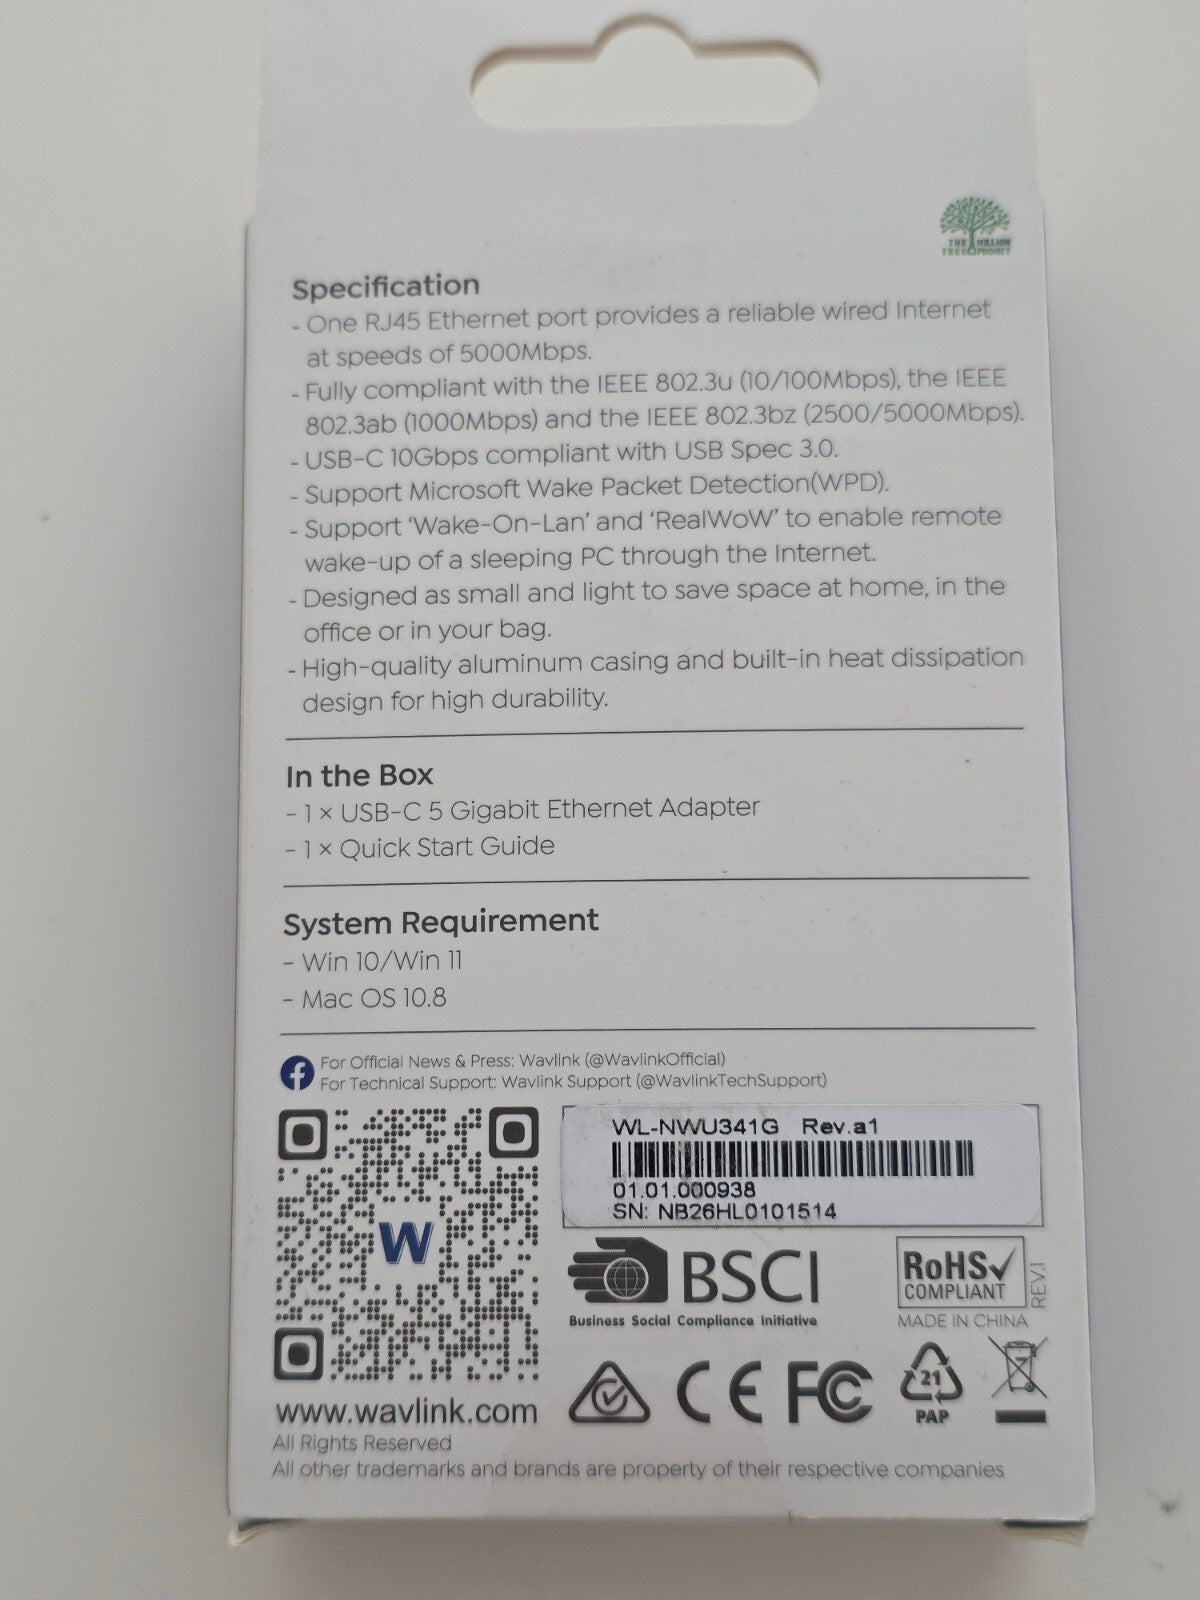 THE MILLION
TREE PROJECT
Specification
- One RJ45 Ethernet port provides a reliable wired Internet
at speeds of 5000Mbps.
- Fully compliant with the IEEE 802.3u (10/100Mbps), the IEEE
802.3ab (1000Mbps) and the IEEE 802.3bz (2500/5000Mbps).
- USB-C 10Gbps compliant with USB Spec 3.0.
- Support Microsoft Wake Packet Detection(WPD).
- Support ‘Wake-On-Lan’ and ‘RealWoW’ to enable remote
wake-up of a sleeping PC through the Internet.
- Designed as small and light to save space at home, in the
office or in your bag.
- High-quality aluminum casing and built-in heat dissipation
design for high durability.
In the Box
- 1 × USB-C 5 Gigabit Ethernet Adapter
- 1 × Quick Start Guide
System Requirement
- Win 10/Win 11
- Mac OS 10.8
For Official News & Press: Wavlink (@WavlinkOfficial)
For Technical Support: Wavlink Support (@WavlinkTechSupport)
W
WL-NWU341G Rev.a1
01.01.000938
SN: NB26HL0101514
BSCI
Business Social Compliance Initiative
RoHS
COMPLIANT
REV.1
MADE IN CHINA
CE FC
21
PAP
www.wavlink.com
All Rights Reserved
All other trademarks and brands are property of their respective companies